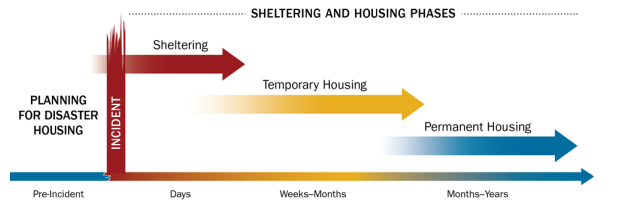 SHELTERING AND HOUSING PHASES
Sheltering
Temporary Housing
PLANNING
FOR DISASTER
HOUSING
INCIDENT
Permanent Housing
Pre-Incident
Days
Weeks–Months
Months–Years